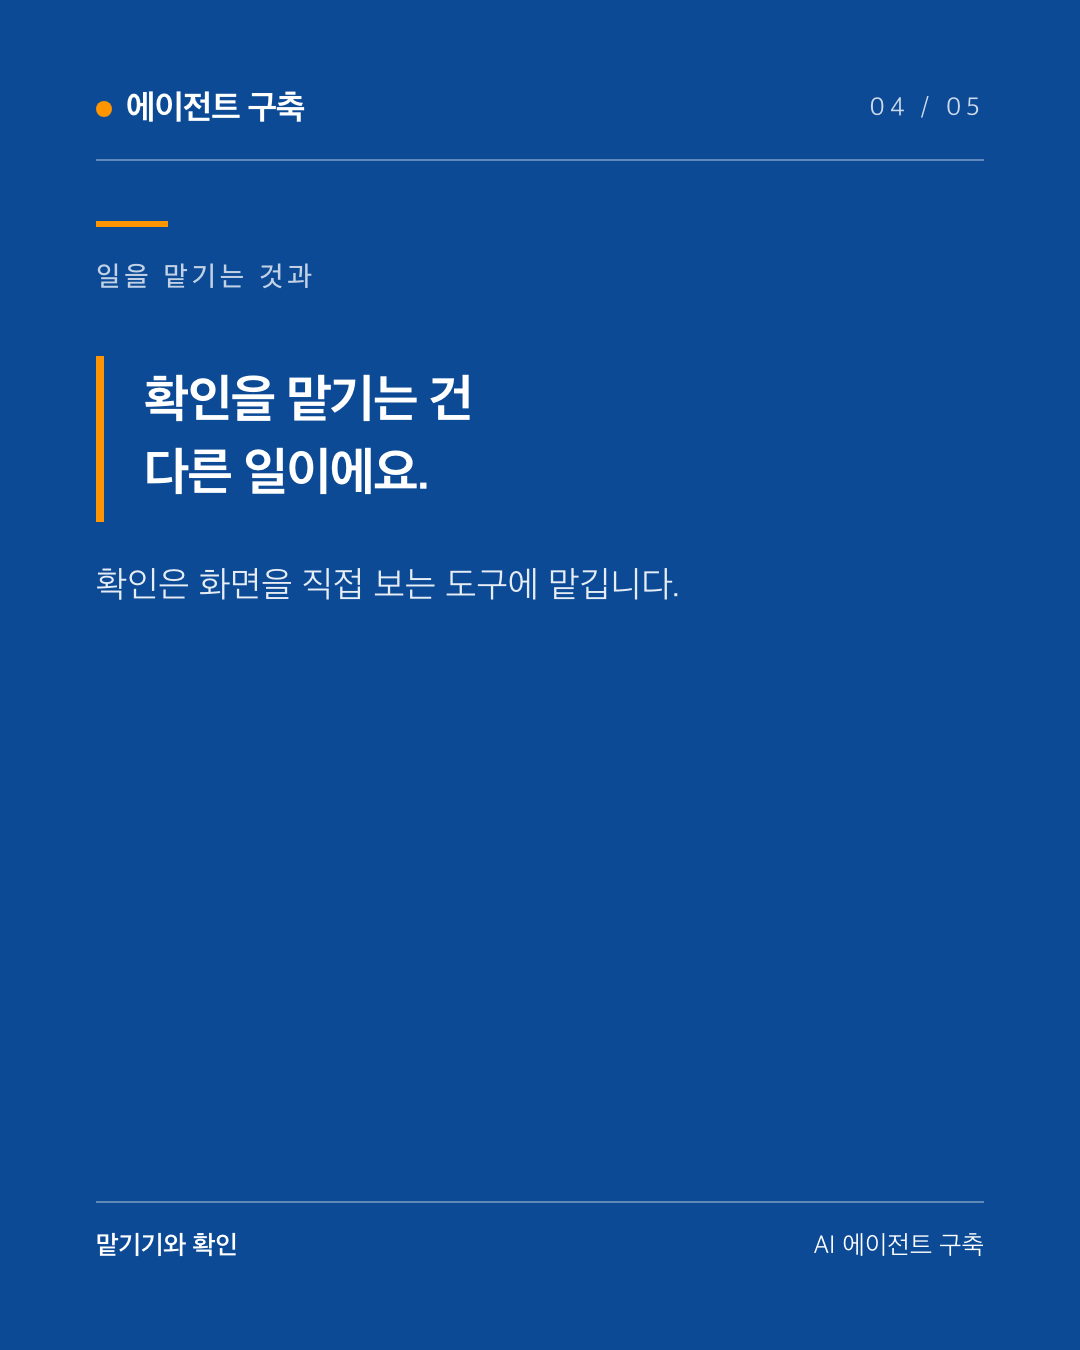 에이전트 구축
04 / 05
일을 맡기는 것과
확인을 맡기는 건
다른 일이에요.
확인은 화면을 직접 보는 도구에 맡깁니다.
맡기기와 확인
AI 에이전트 구축